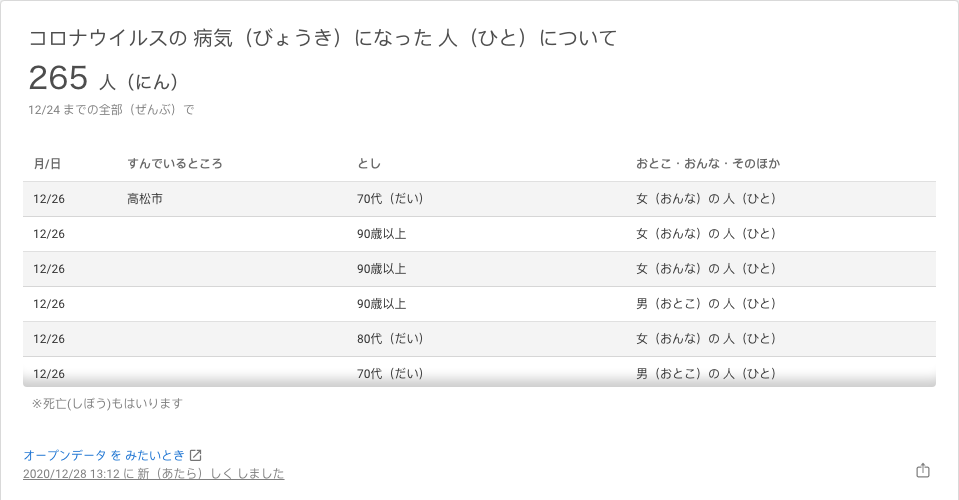 コロナウイルスの 病気（びょうき）になった 人（ひと）について
265 人（にん）
12/24 までの全部（ぜんぶ）で
月/日 すんでいるところ とし おとこ・おんな・そのほか
12/26 高松市 70代（だい） 女（おんな）の 人（ひと）
12/26 90歳以上 女（おんな）の 人（ひと）
12/26 90歳以上 女（おんな）の 人（ひと）
12/26 90歳以上 男（おとこ）の 人（ひと）
12/26 80代（だい） 女（おんな）の 人（ひと）
12/26 70代（だい） 男（おとこ）の 人（ひと）
※死亡(しぼう)もはいります
オープンデータ を みたいとき
2020/12/28 13:12 に 新（あたら）しく しました